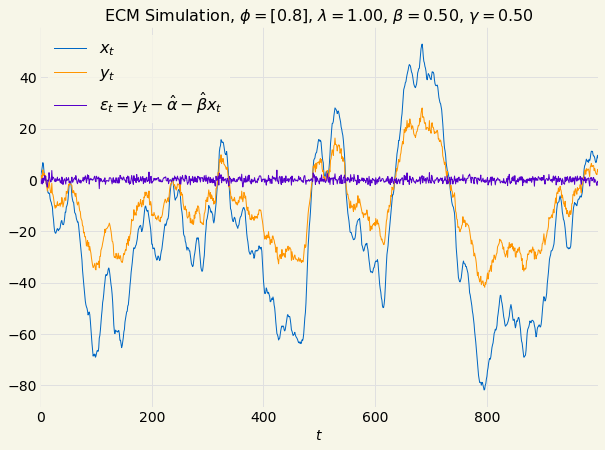 ECM Simulation, ϕ = [0.8], λ = 1.00, β = 0.50, γ = 0.50
x_t
y_t
ε_t = y_t − α̂ − β̂x_t
40
20
0
−20
−40
−60
−80
0 200 400 600 800
t